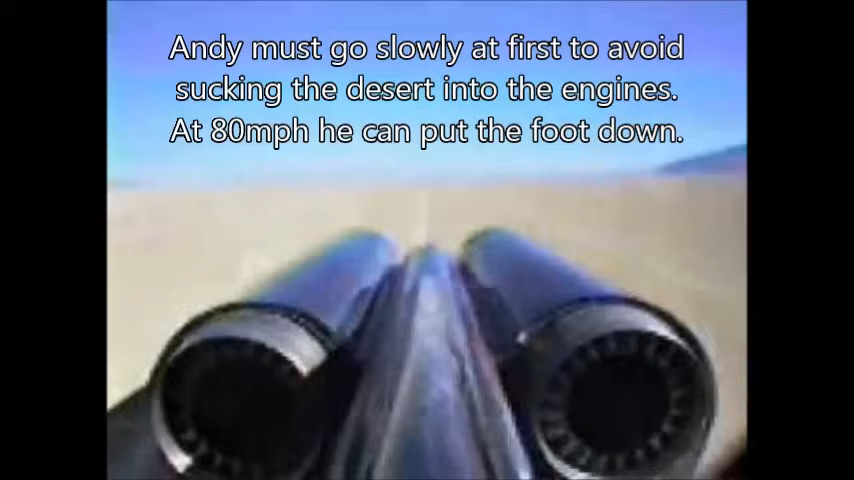 Andy must go slowly at first to avoid
sucking the desert into the engines.
At 80mph he can put the foot down.